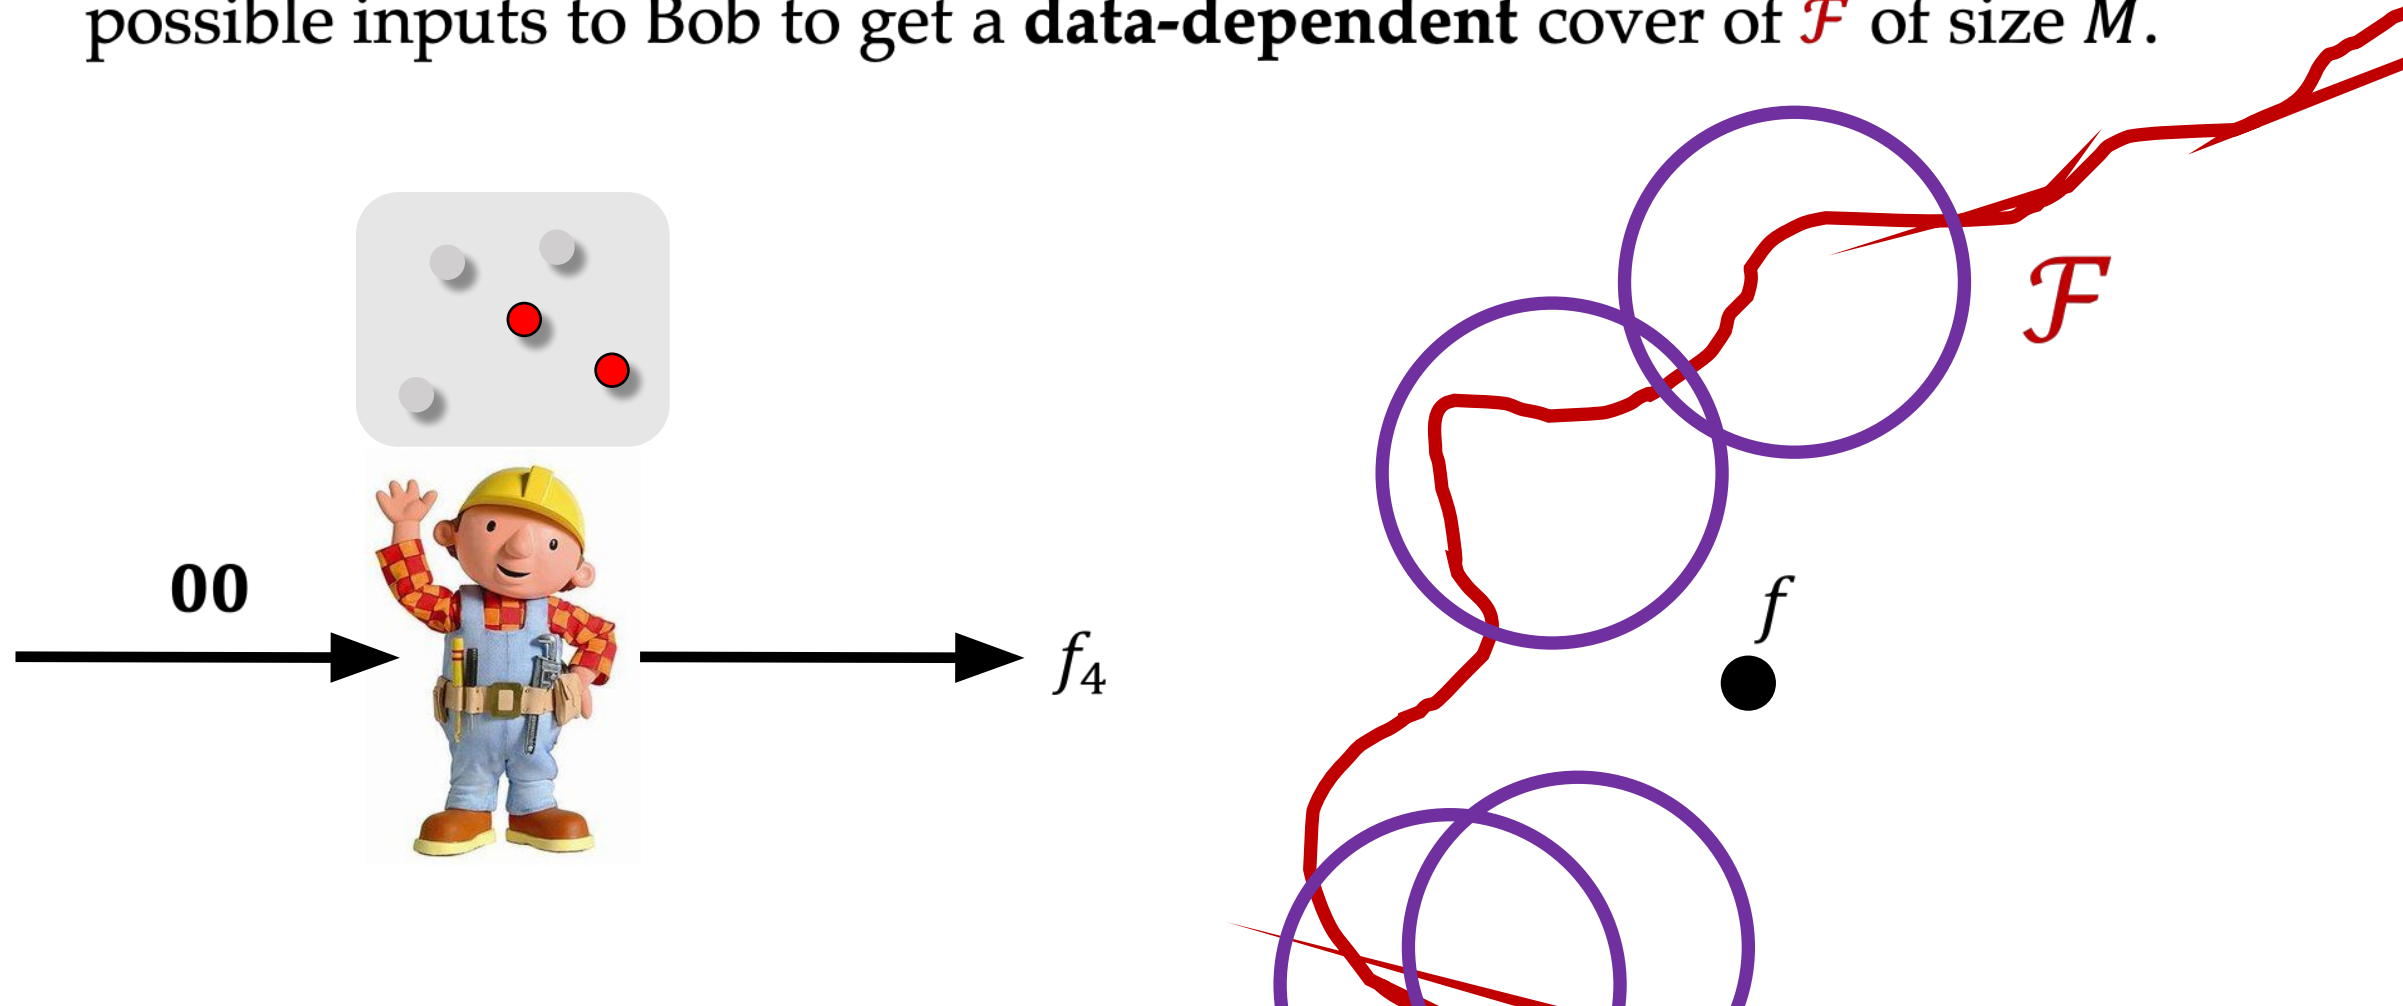 possible inputs to Bob to get a data-dependent cover of ℱ of size M.
ℱ
00
f
f₄